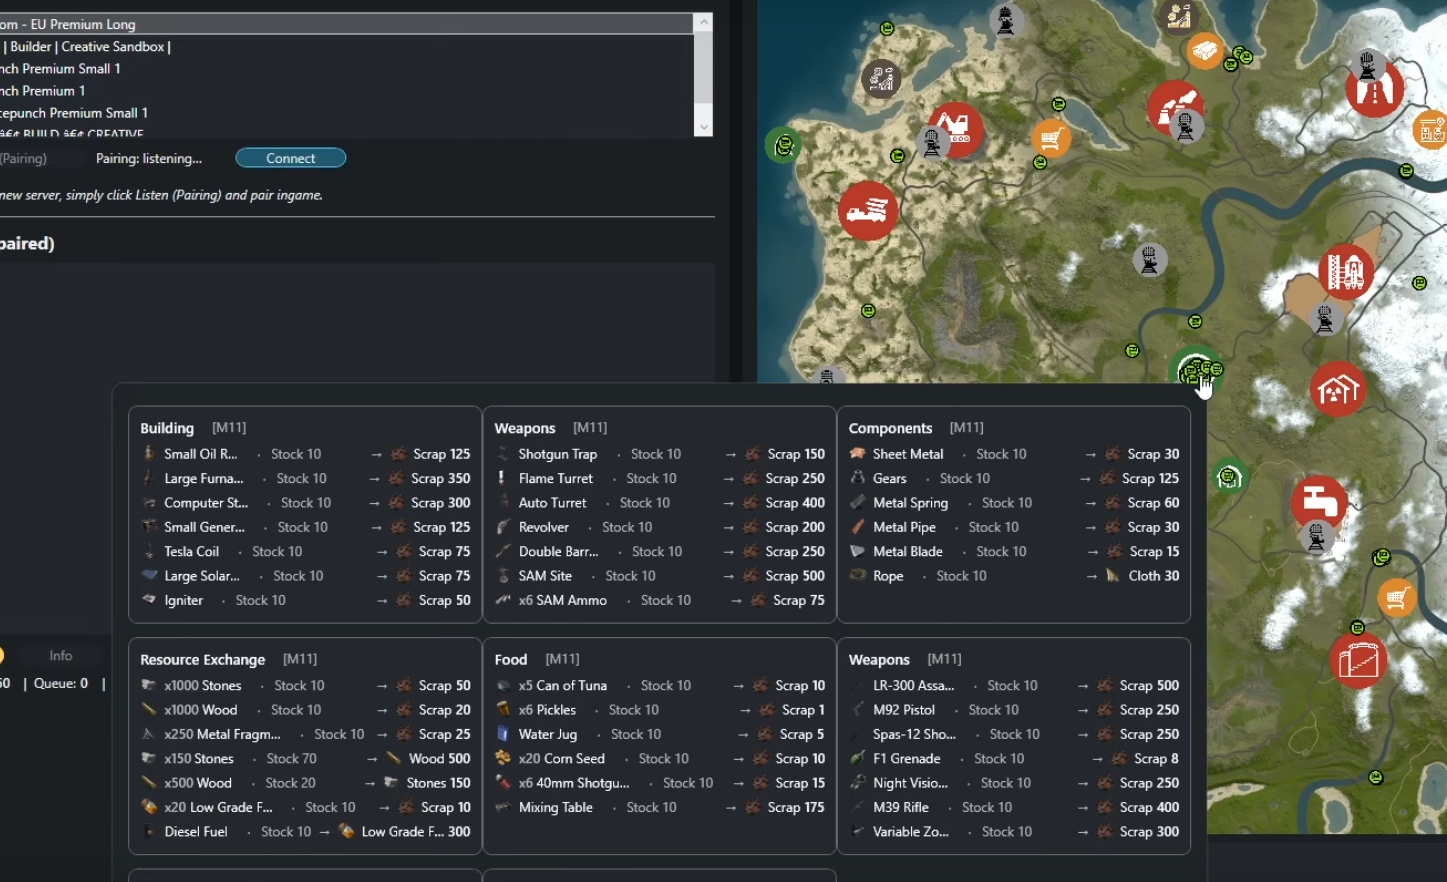 om - EU Premium Long
| Builder | Creative Sandbox |
nch Premium Small 1
nch Premium 1
cepunch Premium Small 1
â€¢ BUILD â€¢ CREATIVE
(Pairing) Pairing: listening... Connect
new server, simply click Listen (Pairing) and pair ingame.
paired)
Building [M11]
Small Oil R... · Stock 10 → Scrap 125
Large Furna... · Stock 10 → Scrap 350
Computer St... · Stock 10 → Scrap 300
Small Gener... · Stock 10 → Scrap 125
Tesla Coil · Stock 10 → Scrap 75
Large Solar... · Stock 10 → Scrap 75
Igniter · Stock 10 → Scrap 50
Weapons [M11]
Shotgun Trap · Stock 10 → Scrap 150
Flame Turret · Stock 10 → Scrap 250
Auto Turret · Stock 10 → Scrap 400
Revolver · Stock 10 → Scrap 200
Double Barr... · Stock 10 → Scrap 250
SAM Site · Stock 10 → Scrap 500
x6 SAM Ammo · Stock 10 → Scrap 75
Components [M11]
Sheet Metal · Stock 10 → Scrap 30
Gears · Stock 10 → Scrap 125
Metal Spring · Stock 10 → Scrap 60
Metal Pipe · Stock 10 → Scrap 30
Metal Blade · Stock 10 → Scrap 15
Rope · Stock 10 → Cloth 30
Info
60 | Queue: 0 |
Resource Exchange [M11]
x1000 Stones · Stock 10 → Scrap 50
x1000 Wood · Stock 10 → Scrap 20
x250 Metal Fragm... · Stock 10 → Scrap 25
x150 Stones · Stock 70 → Wood 500
x500 Wood · Stock 20 → Stones 150
x20 Low Grade F... · Stock 10 → Scrap 10
Diesel Fuel · Stock 10 → Low Grade F... 300
Food [M11]
x5 Can of Tuna · Stock 10 → Scrap 10
x6 Pickles · Stock 10 → Scrap 1
Water Jug · Stock 10 → Scrap 5
x20 Corn Seed · Stock 10 → Scrap 10
x6 40mm Shotgu... · Stock 10 → Scrap 15
Mixing Table · Stock 10 → Scrap 175
Weapons [M11]
LR-300 Assa... · Stock 10 → Scrap 500
M92 Pistol · Stock 10 → Scrap 250
Spas-12 Sho... · Stock 10 → Scrap 250
F1 Grenade · Stock 10 → Scrap 8
Night Visio... · Stock 10 → Scrap 250
M39 Rifle · Stock 10 → Scrap 400
Variable Zo... · Stock 10 → Scrap 300